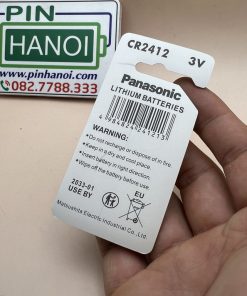 PIN
HANOI
www.pinhanoi.com
082.7788.333
CR2412 3V
Panasonic
LITHIUM BATTERIES
4984824241213
WARNING:
•Do not recharge or dispose of in fire
•Keep in a dry and cool place
•Insert battery in right direction.
•Wipe off the battery before use.
2033-01
USE BY
EU
Matsushita Electric Industrial Co., Ltd.